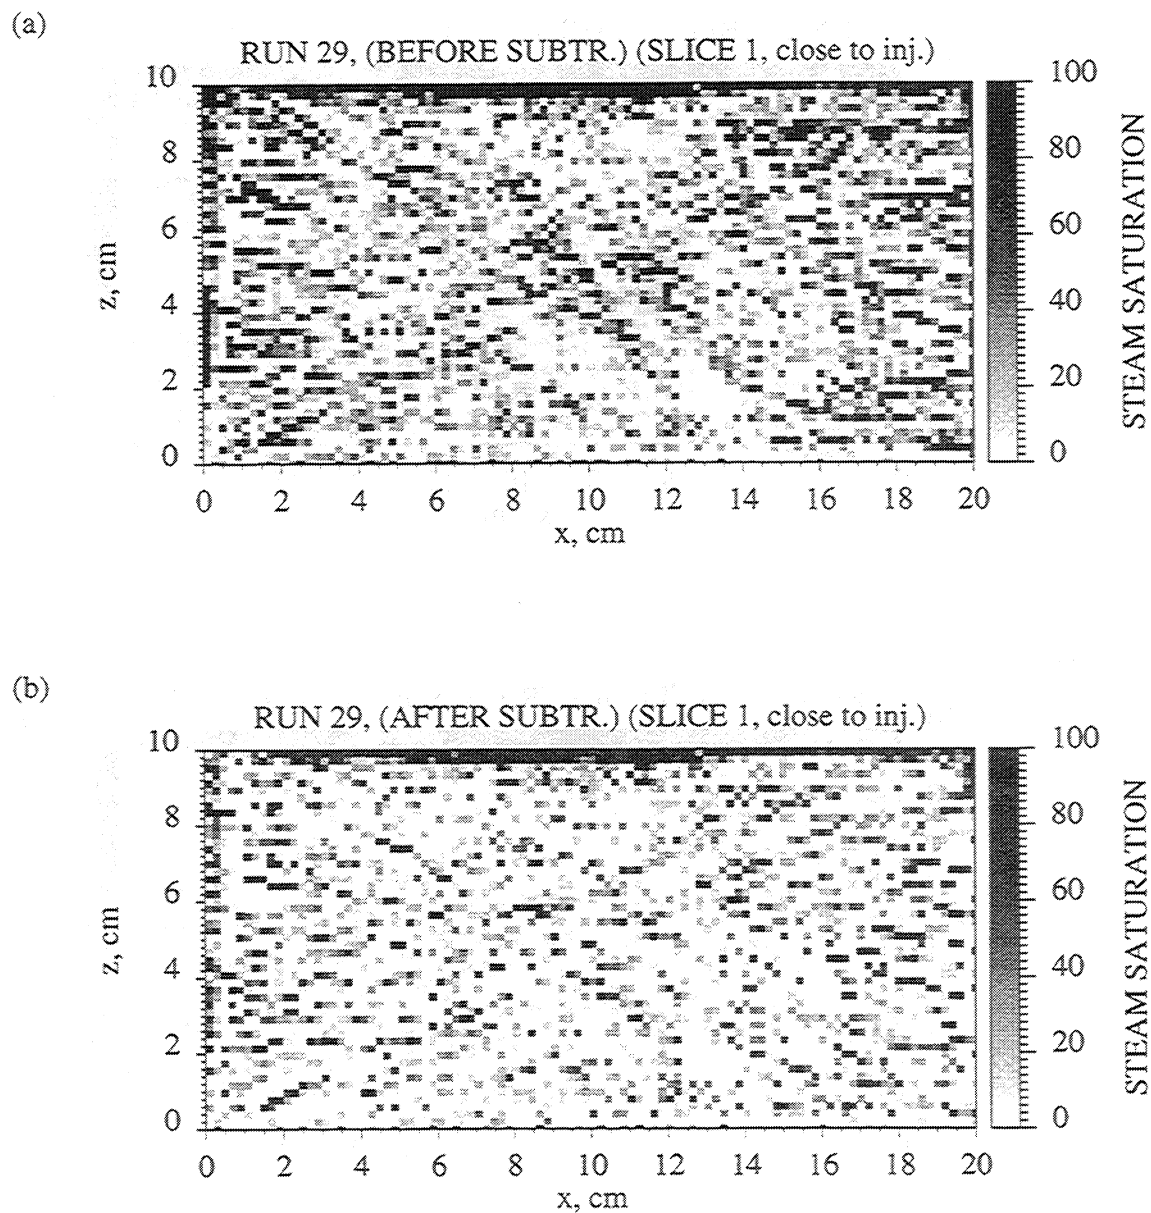 (a)
RUN 29, (BEFORE SUBTR.) (SLICE 1, close to inj.)
10
8
6
4
2
0
z, cm
0 2 4 6 8 10 12 14 16 18 20
x, cm
100
80
60
40
20
0
STEAM SATURATION
(b)
RUN 29, (AFTER SUBTR.) (SLICE 1, close to inj.)
10
8
6
4
2
0
z, cm
0 2 4 6 8 10 12 14 16 18 20
x, cm
100
80
60
40
20
0
STEAM SATURATION